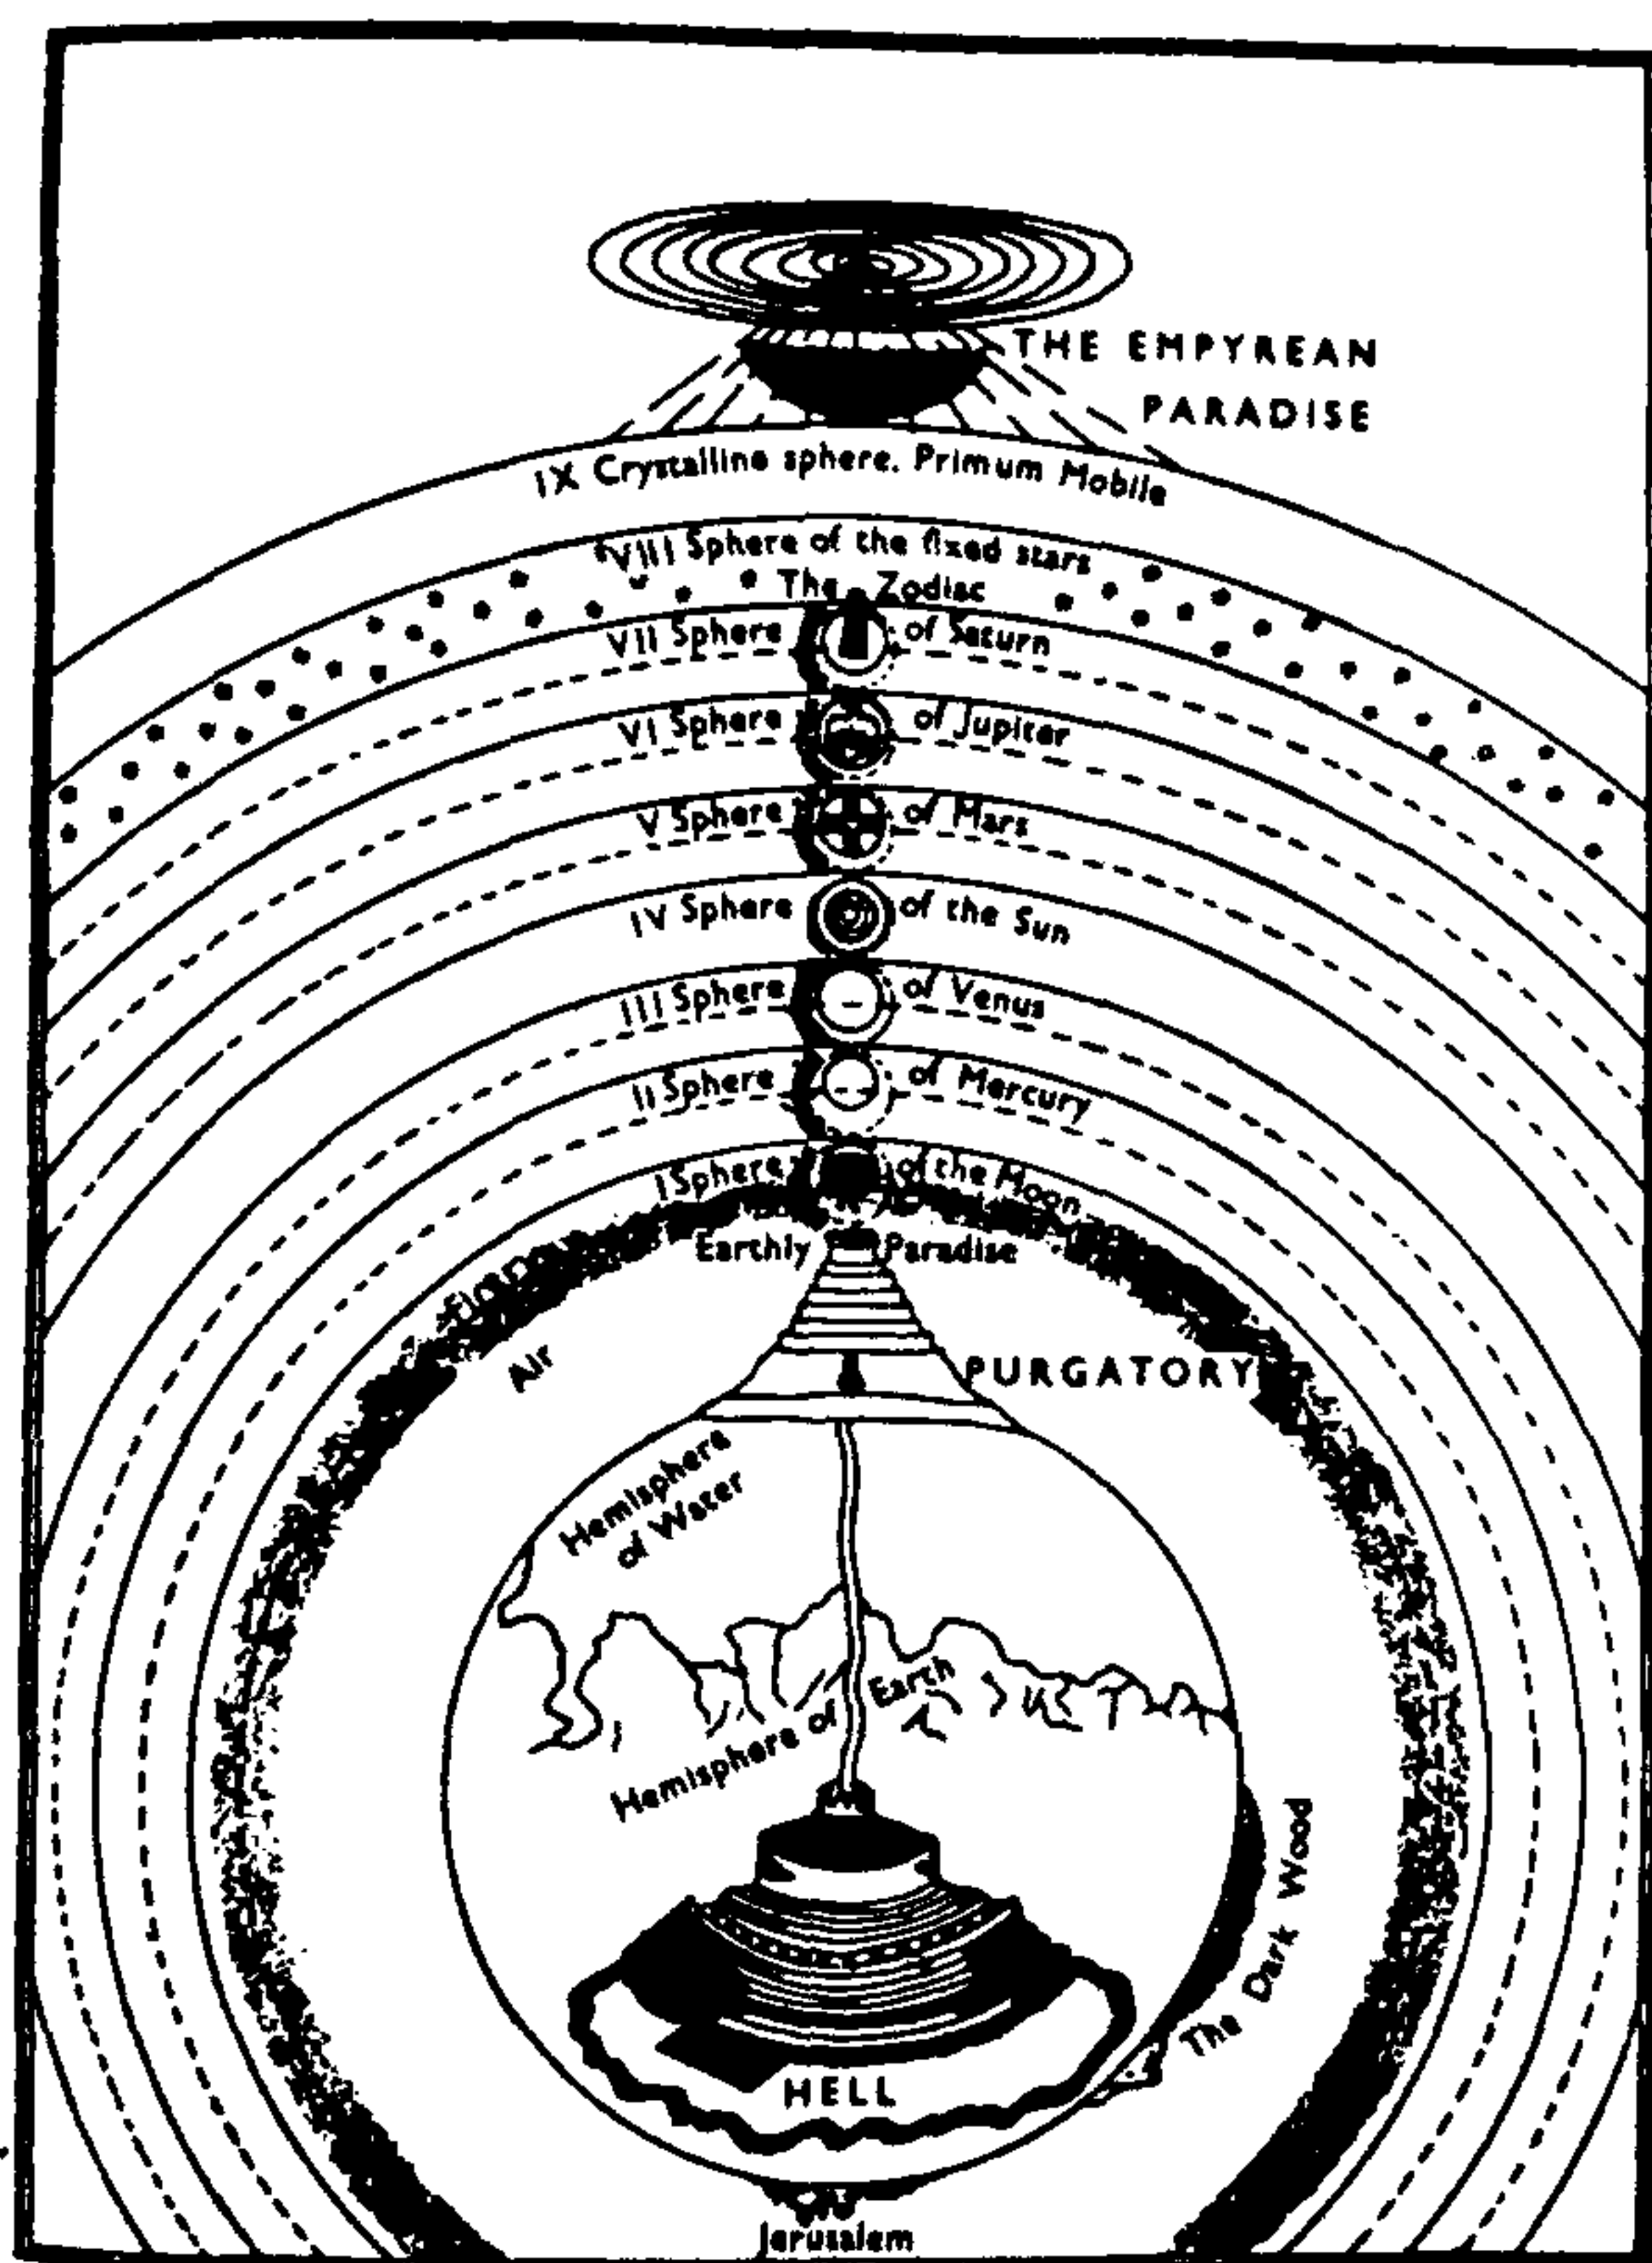 THE EMPYREAN
PARADISE
IX Crystalline sphere. Primum Mobile
VIII Sphere of the fixed stars
The Zodiac
VII Sphere of Saturn
VI Sphere of Jupiter
V Sphere of Mars
IV Sphere of the Sun
III Sphere of Venus
II Sphere of Mercury
I Sphere of the Moon
Earthly Paradise
Air
PURGATORY
Hemisphere
of Water
Hemisphere of Earth
The Dark Wood
HELL
Jerusalem